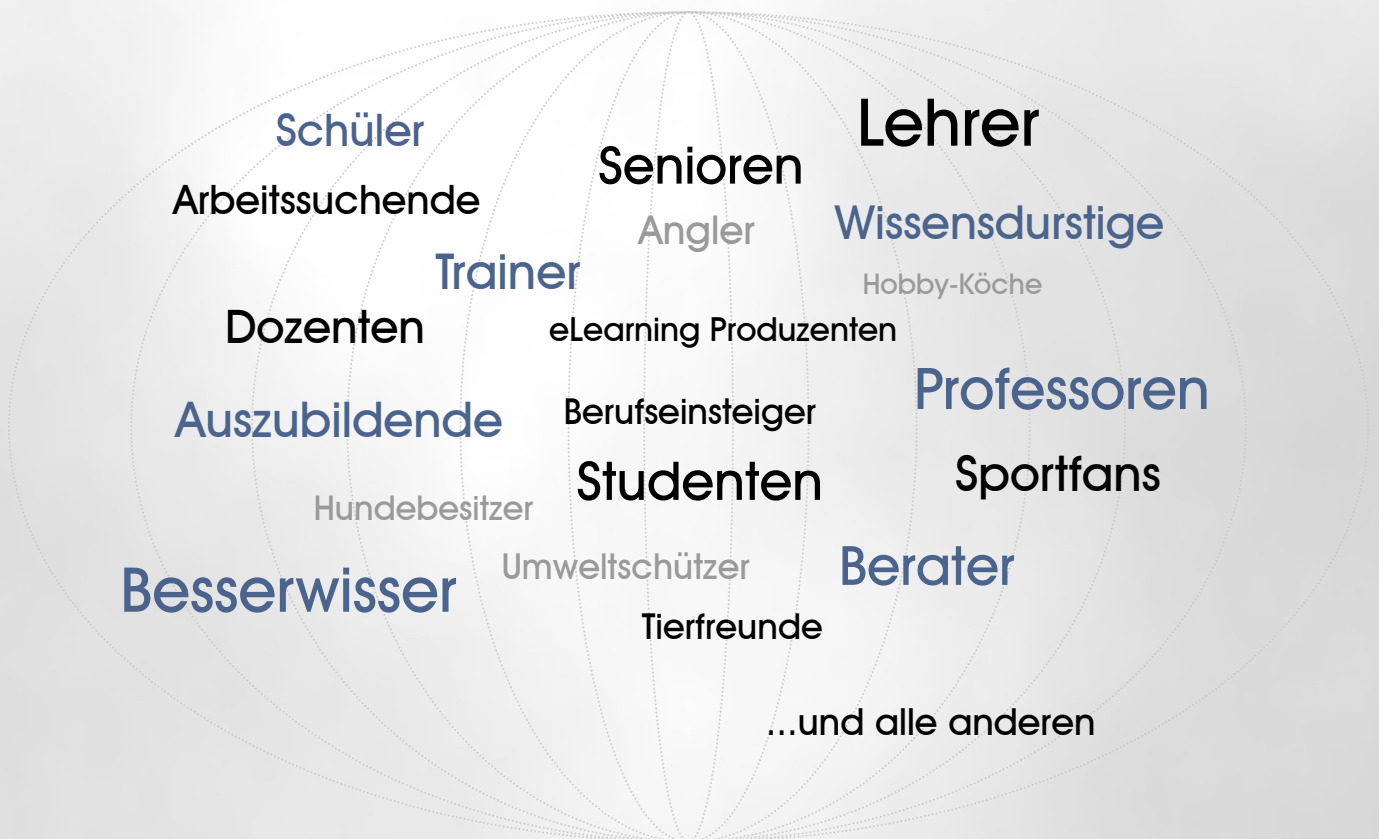 Schüler
Lehrer
Senioren
Arbeitssuchende
Angler
Wissensdurstige
Trainer
Hobby-Köche
Dozenten
eLearning Produzenten
Professoren
Auszubildende
Berufseinsteiger
Studenten
Sportfans
Hundebesitzer
Umweltschützer
Berater
Besserwisser
Tierfreunde
...und alle anderen